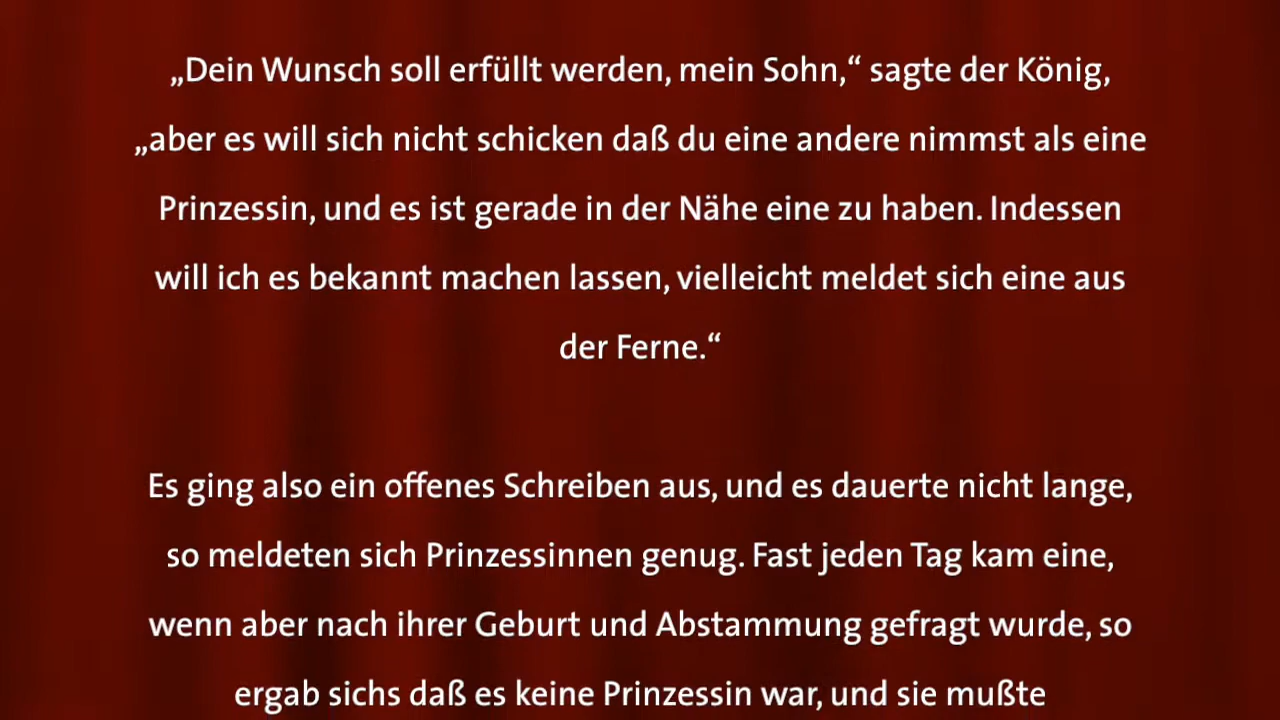 „Dein Wunsch soll erfüllt werden, mein Sohn,“ sagte der König,
„aber es will sich nicht schicken daß du eine andere nimmst als eine
Prinzessin, und es ist gerade in der Nähe eine zu haben. Indessen
will ich es bekannt machen lassen, vielleicht meldet sich eine aus
der Ferne.“
Es ging also ein offenes Schreiben aus, und es dauerte nicht lange,
so meldeten sich Prinzessinnen genug. Fast jeden Tag kam eine,
wenn aber nach ihrer Geburt und Abstammung gefragt wurde, so
ergab sichs daß es keine Prinzessin war, und sie mußte